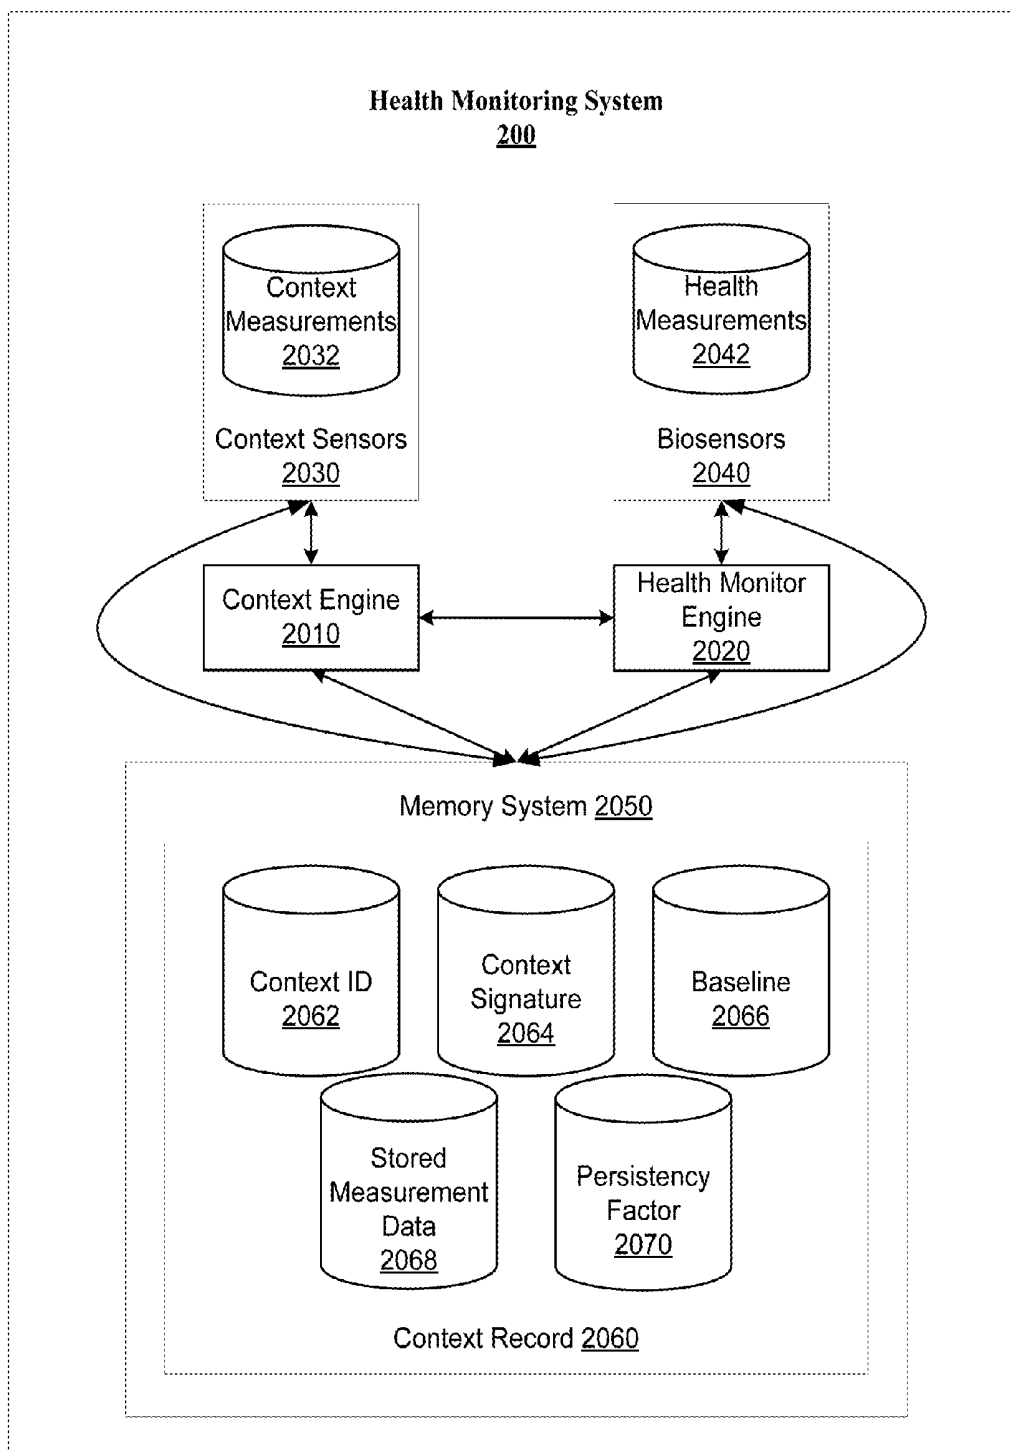 Health Monitoring System
200
Context
Measurements
2032
Context Sensors
2030
Health
Measurements
2042
Biosensors
2040
Context Engine
2010
Health Monitor
Engine
2020
Memory System 2050
Context ID
2062
Context
Signature
2064
Baseline
2066
Stored
Measurement
Data
2068
Persistency
Factor
2070
Context Record 2060